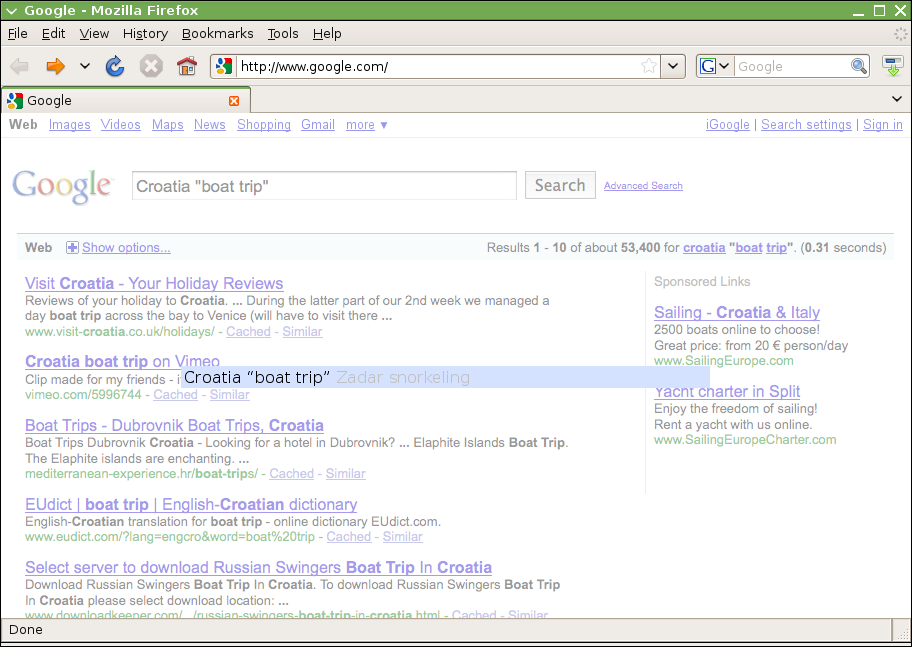 Google - Mozilla Firefox
File Edit View History Bookmarks Tools Help
http://www.google.com/
G Google
Google
Web Images Videos Maps News Shopping Gmail more ▼ iGoogle | Search settings | Sign in
Google Croatia "boat trip" Search Advanced Search
Web Show options... Results 1 - 10 of about 53,400 for croatia "boat trip". (0.31 seconds)
Visit Croatia - Your Holiday Reviews
Reviews of your holiday to Croatia. ... During the latter part of our 2nd week we managed a
day boat trip across the bay to Venice (will have to visit there ...
www.visit-croatia.co.uk/holidays/ - Cached - Similar
Croatia boat trip on Vimeo
Clip made for my friends -
Croatia “boat trip” Zadar snorkeling
vimeo.com/5996744 - Cached - Similar
Boat Trips - Dubrovnik Boat Trips, Croatia
Boat Trips Dubrovnik Croatia - Looking for a hotel in Dubrovnik? ... Elaphite Islands Boat Trip.
The Elaphite islands are enchanting. ...
mediterranean-experience.hr/boat-trips/ - Cached - Similar
EUdict | boat trip | English-Croatian dictionary
English-Croatian translation for boat trip - online dictionary EUdict.com.
www.eudict.com/?lang=engcro&word=boat%20trip - Cached - Similar
Select server to download Russian Swingers Boat Trip In Croatia
Download Russian Swingers Boat Trip In Croatia. To download Russian Swingers Boat Trip
In Croatia please select download location: ...
www.downloadkeeper.com/.../russian-swingers-boat-trip-in-croatia.html - Cached - Similar
Sponsored Links
Sailing - Croatia & Italy
2500 boats online to choose!
Great price: from 20 € person/day
www.SailingEurope.com
Yacht charter in Split
Enjoy the freedom of sailing!
Rent a yacht with us online.
www.SailingEuropeCharter.com
Done